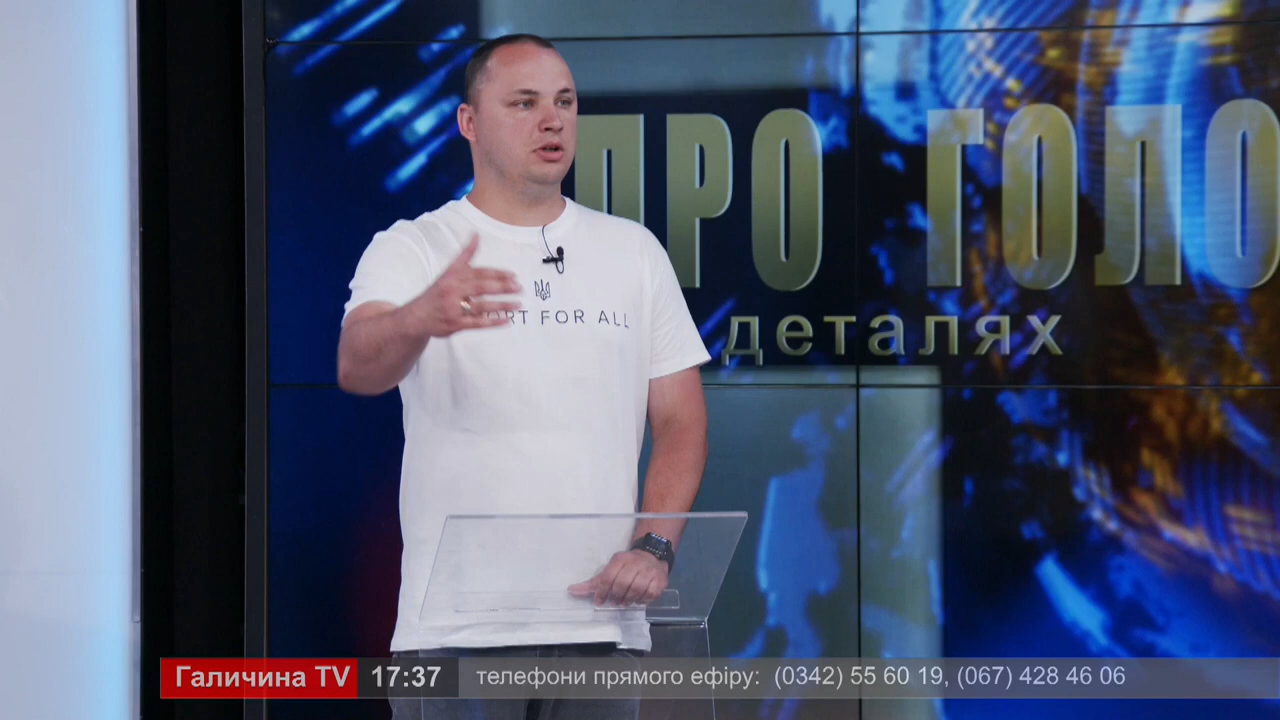 ПРО ГОЛО
деталях
ORT FOR ALL
Галичина TV 17:37 телефони прямого ефіру: (0342) 55 60 19, (067) 428 46 06